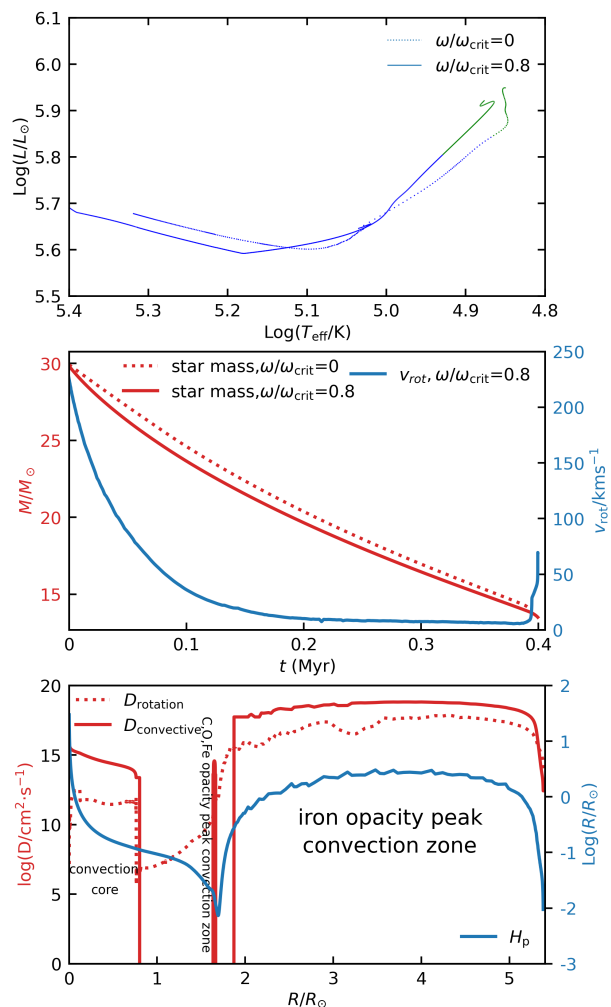 6.1
6.0
5.9
5.8
5.7
5.6
5.5
Log(L/L☉)
ω/ωcrit=0
ω/ωcrit=0.8
5.4 5.3 5.2 5.1 5.0 4.9 4.8
Log(Teff/K)
30
25
20
15
M/M☉
star mass,ω/ωcrit=0
star mass,ω/ωcrit=0.8
vrot, ω/ωcrit=0.8
250
200
150
100
50
0
vrot/kms⁻¹
0 0.1 0.2 0.3 0.4
t (Myr)
20
15
10
5
0
log(D/cm²·s⁻¹)
Drotation
Dconvective
C,O,Fe opacity peak convection zone
convection
core
iron opacity peak
convection zone
Hp
2
1
0
-1
-2
-3
Log(R/R☉)
0 1 2 3 4 5
R/R☉